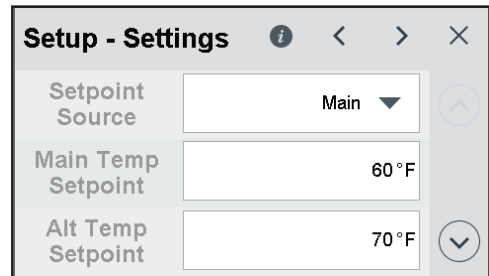 Setup - Settings
Setpoint
Source
Main
Main Temp
Setpoint
60°F
Alt Temp
Setpoint
70°F